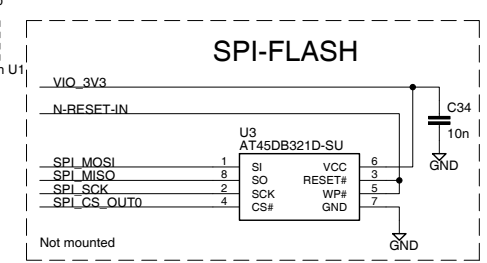 n U1
SPI-FLASH
VIO_3V3
N-RESET-IN
C34
10n
GND
U3
AT45DB321D-SU
SPI_MOSI 1 SI VCC 6
SPI_MISO 8 SO RESET# 3
SPI_SCK 2 SCK WP# 5
SPI_CS_OUT0 4 CS# GND 7
Not mounted
GND